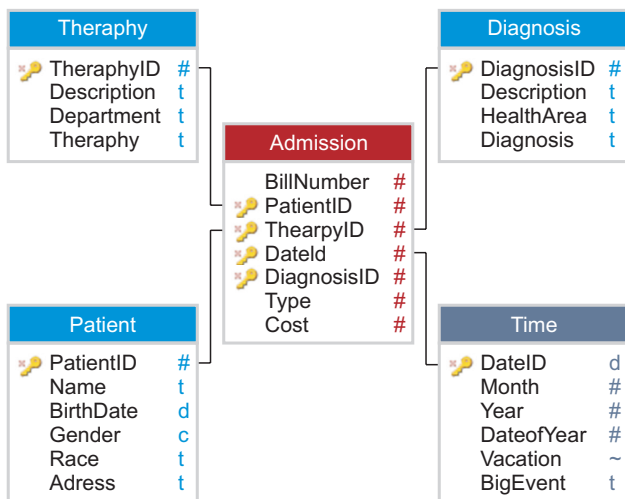 Theraphy
TheraphyID #
Description t
Department t
Theraphy t
Diagnosis
DiagnosisID #
Description t
HealthArea t
Diagnosis t
Admission
BillNumber #
PatientID #
ThearpyID #
DateId #
DiagnosisID #
Type #
Cost #
Patient
PatientID #
Name t
BirthDate d
Gender c
Race t
Adress t
Time
DateID d
Month #
Year #
DateofYear #
Vacation ~
BigEvent t